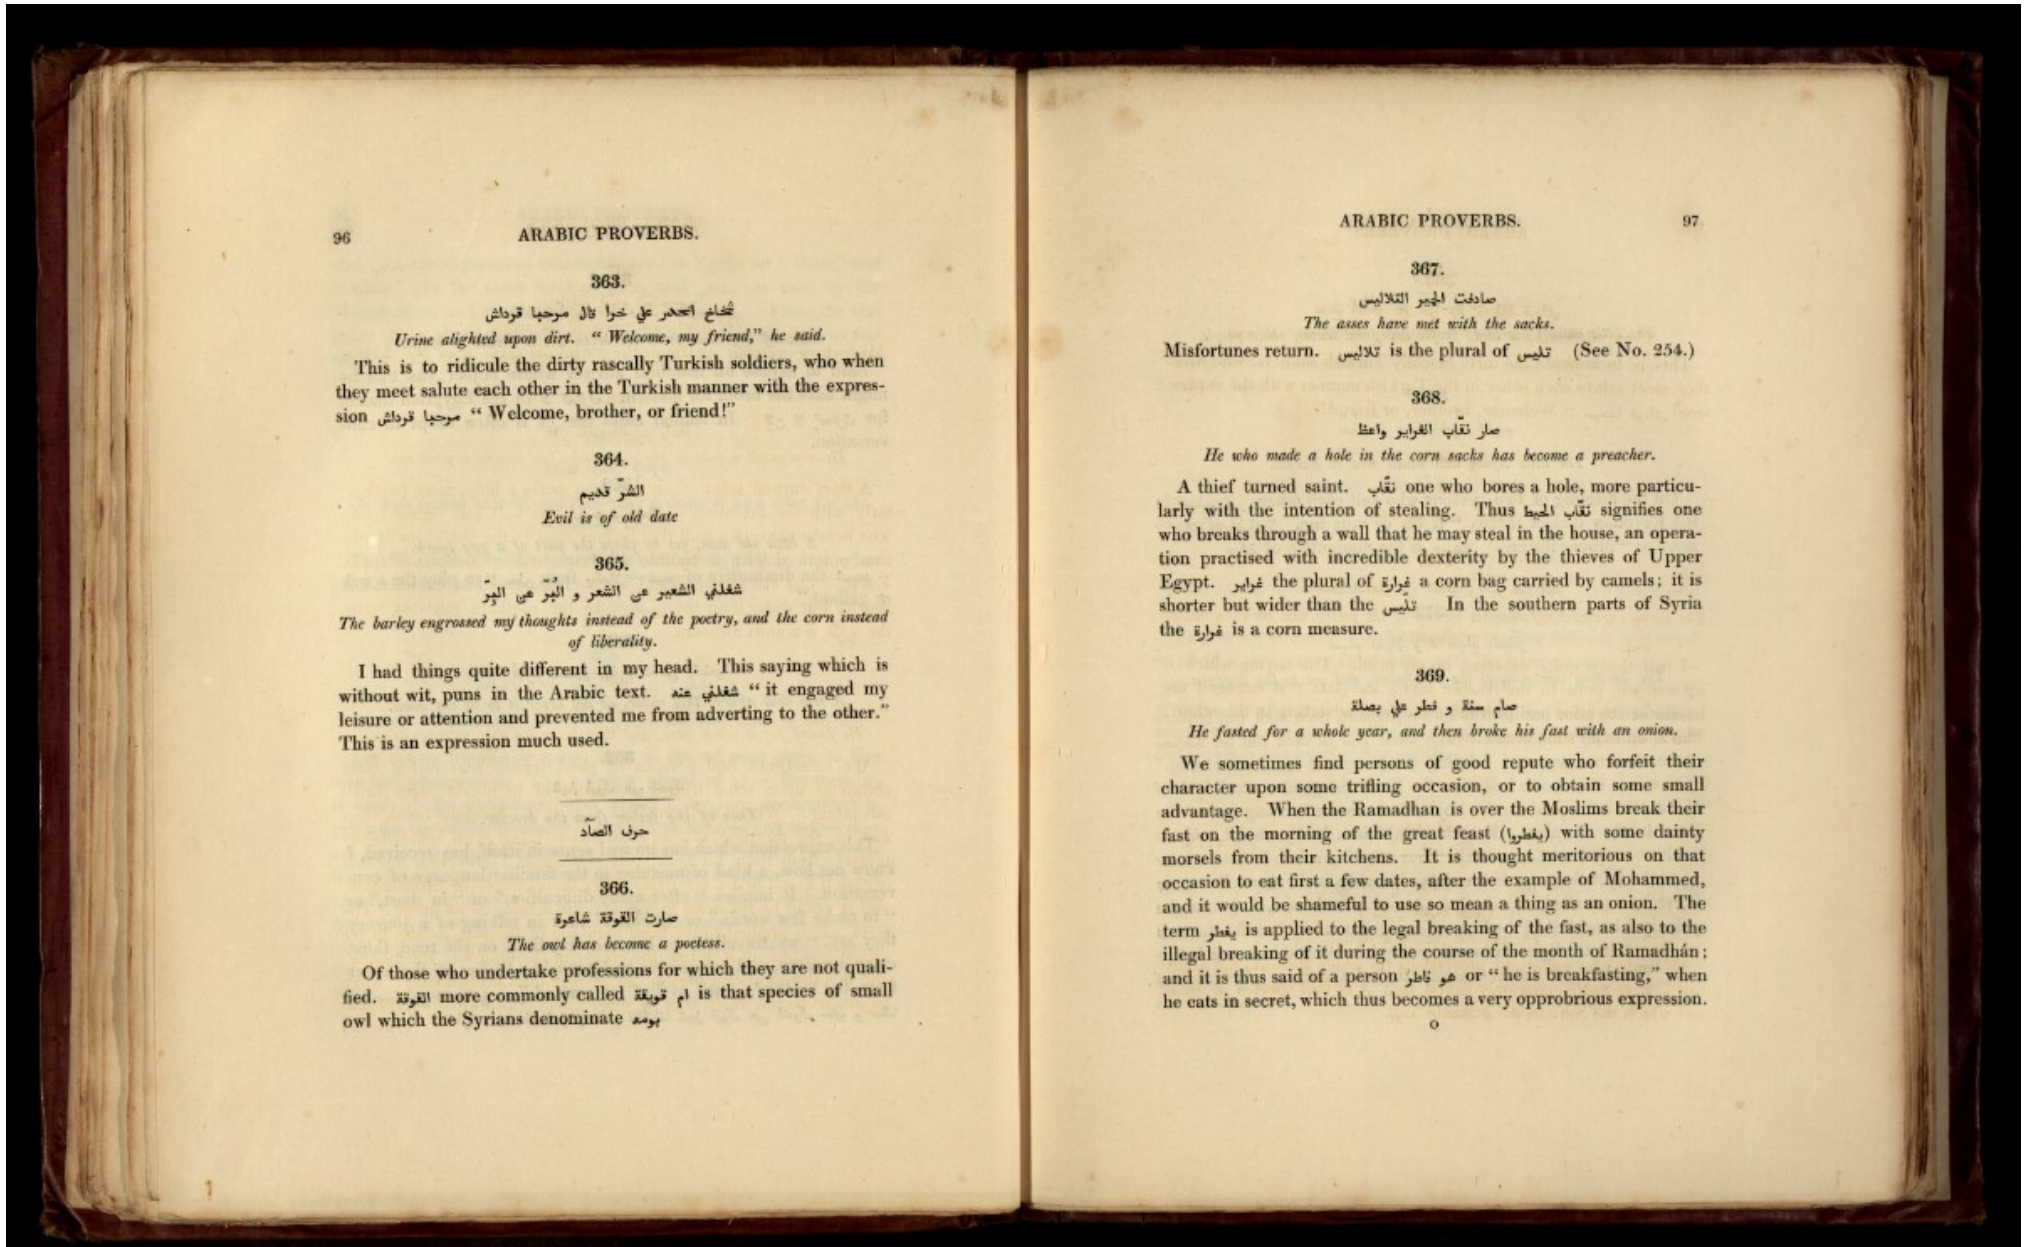 96
ARABIC PROVERBS.
363.
شخاخ انحدر علي خرا قال مرحبا قرداش
Urine alighted upon dirt. “ Welcome, my friend,” he said.
This is to ridicule the dirty rascally Turkish soldiers, who when
they meet salute each other in the Turkish manner with the expres-
sion مرحبا قرداش “ Welcome, brother, or friend!”
364.
الشرّ قديم
Evil is of old date
365.
شغلني الشعير عن الشعر و البُرّ عن البِرّ
The barley engrossed my thoughts instead of the poetry, and the corn instead
of liberality.
I had things quite different in my head. This saying which is
without wit, puns in the Arabic text. شغلني عنه “ it engaged my
leisure or attention and prevented me from adverting to the other.”
This is an expression much used.
حرف الصآد
366.
صارت القوقة شاعرة
The owl has become a poetess.
Of those who undertake professions for which they are not quali-
fied. القوقة more commonly called ام قويقة is that species of small
owl which the Syrians denominate بومه
ARABIC PROVERBS.
97
367.
صادفت الحمير التلاليس
The asses have met with the sacks.
Misfortunes return. تلاليس is the plural of تليس (See No. 254.)
368.
صار نقّاب الغراير واعظ
He who made a hole in the corn sacks has become a preacher.
A thief turned saint. نقّاب one who bores a hole, more particu-
larly with the intention of stealing. Thus نقّاب الحيط signifies one
who breaks through a wall that he may steal in the house, an opera-
tion practised with incredible dexterity by the thieves of Upper
Egypt. غراير the plural of غرارة a corn bag carried by camels; it is
shorter but wider than the تلّيس In the southern parts of Syria
the غرارة is a corn measure.
369.
صام سنة و فطر علي بصلة
He fasted for a whole year, and then broke his fast with an onion.
We sometimes find persons of good repute who forfeit their
character upon some trifling occasion, or to obtain some small
advantage. When the Ramadhan is over the Moslims break their
fast on the morning of the great feast (يفطروا) with some dainty
morsels from their kitchens. It is thought meritorious on that
occasion to eat first a few dates, after the example of Mohammed,
and it would be shameful to use so mean a thing as an onion. The
term يفطر is applied to the legal breaking of the fast, as also to the
illegal breaking of it during the course of the month of Ramadhán;
and it is thus said of a person هو فاطر or “ he is breakfasting,” when
he eats in secret, which thus becomes a very opprobrious expression.
O